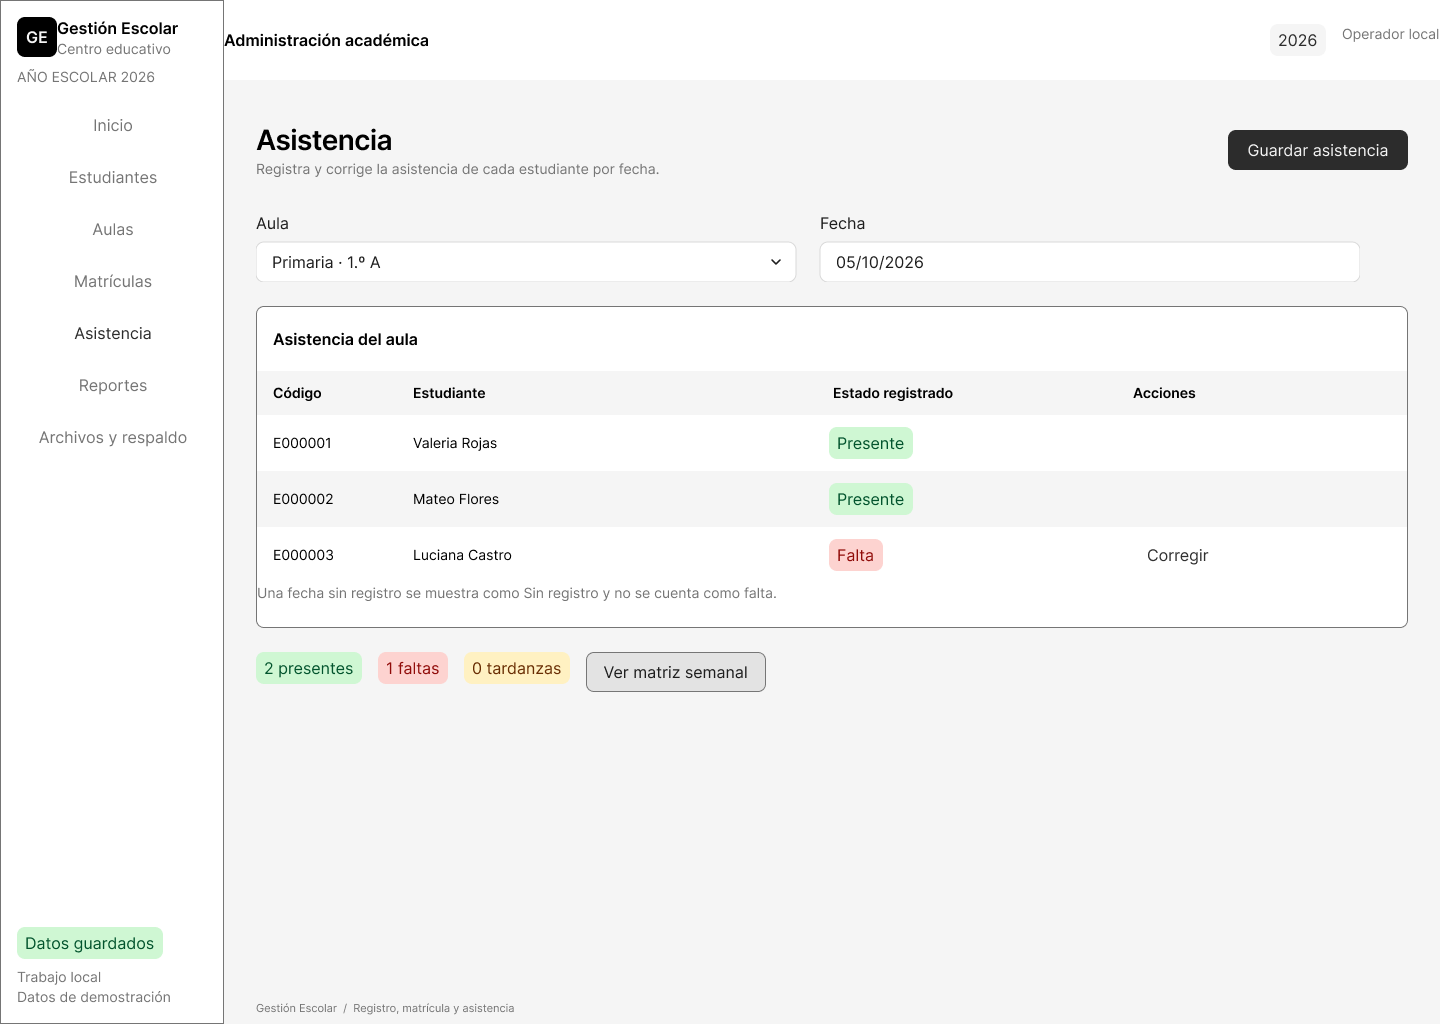 GE
Gestión Escolar
Centro educativo
AÑO ESCOLAR 2026
Inicio
Estudiantes
Aulas
Matrículas
Asistencia
Reportes
Archivos y respaldo
Datos guardados
Trabajo local
Datos de demostración
Administración académica
2026
Operador local
Asistencia
Registra y corrige la asistencia de cada estudiante por fecha.
Guardar asistencia
Aula
Fecha
Primaria · 1.º A
05/10/2026
Asistencia del aula
Código Estudiante Estado registrado Acciones
E000001 Valeria Rojas Presente
E000002 Mateo Flores Presente
E000003 Luciana Castro Falta Corregir
Una fecha sin registro se muestra como Sin registro y no se cuenta como falta.
2 presentes 1 faltas 0 tardanzas Ver matriz semanal
Gestión Escolar / Registro, matrícula y asistencia